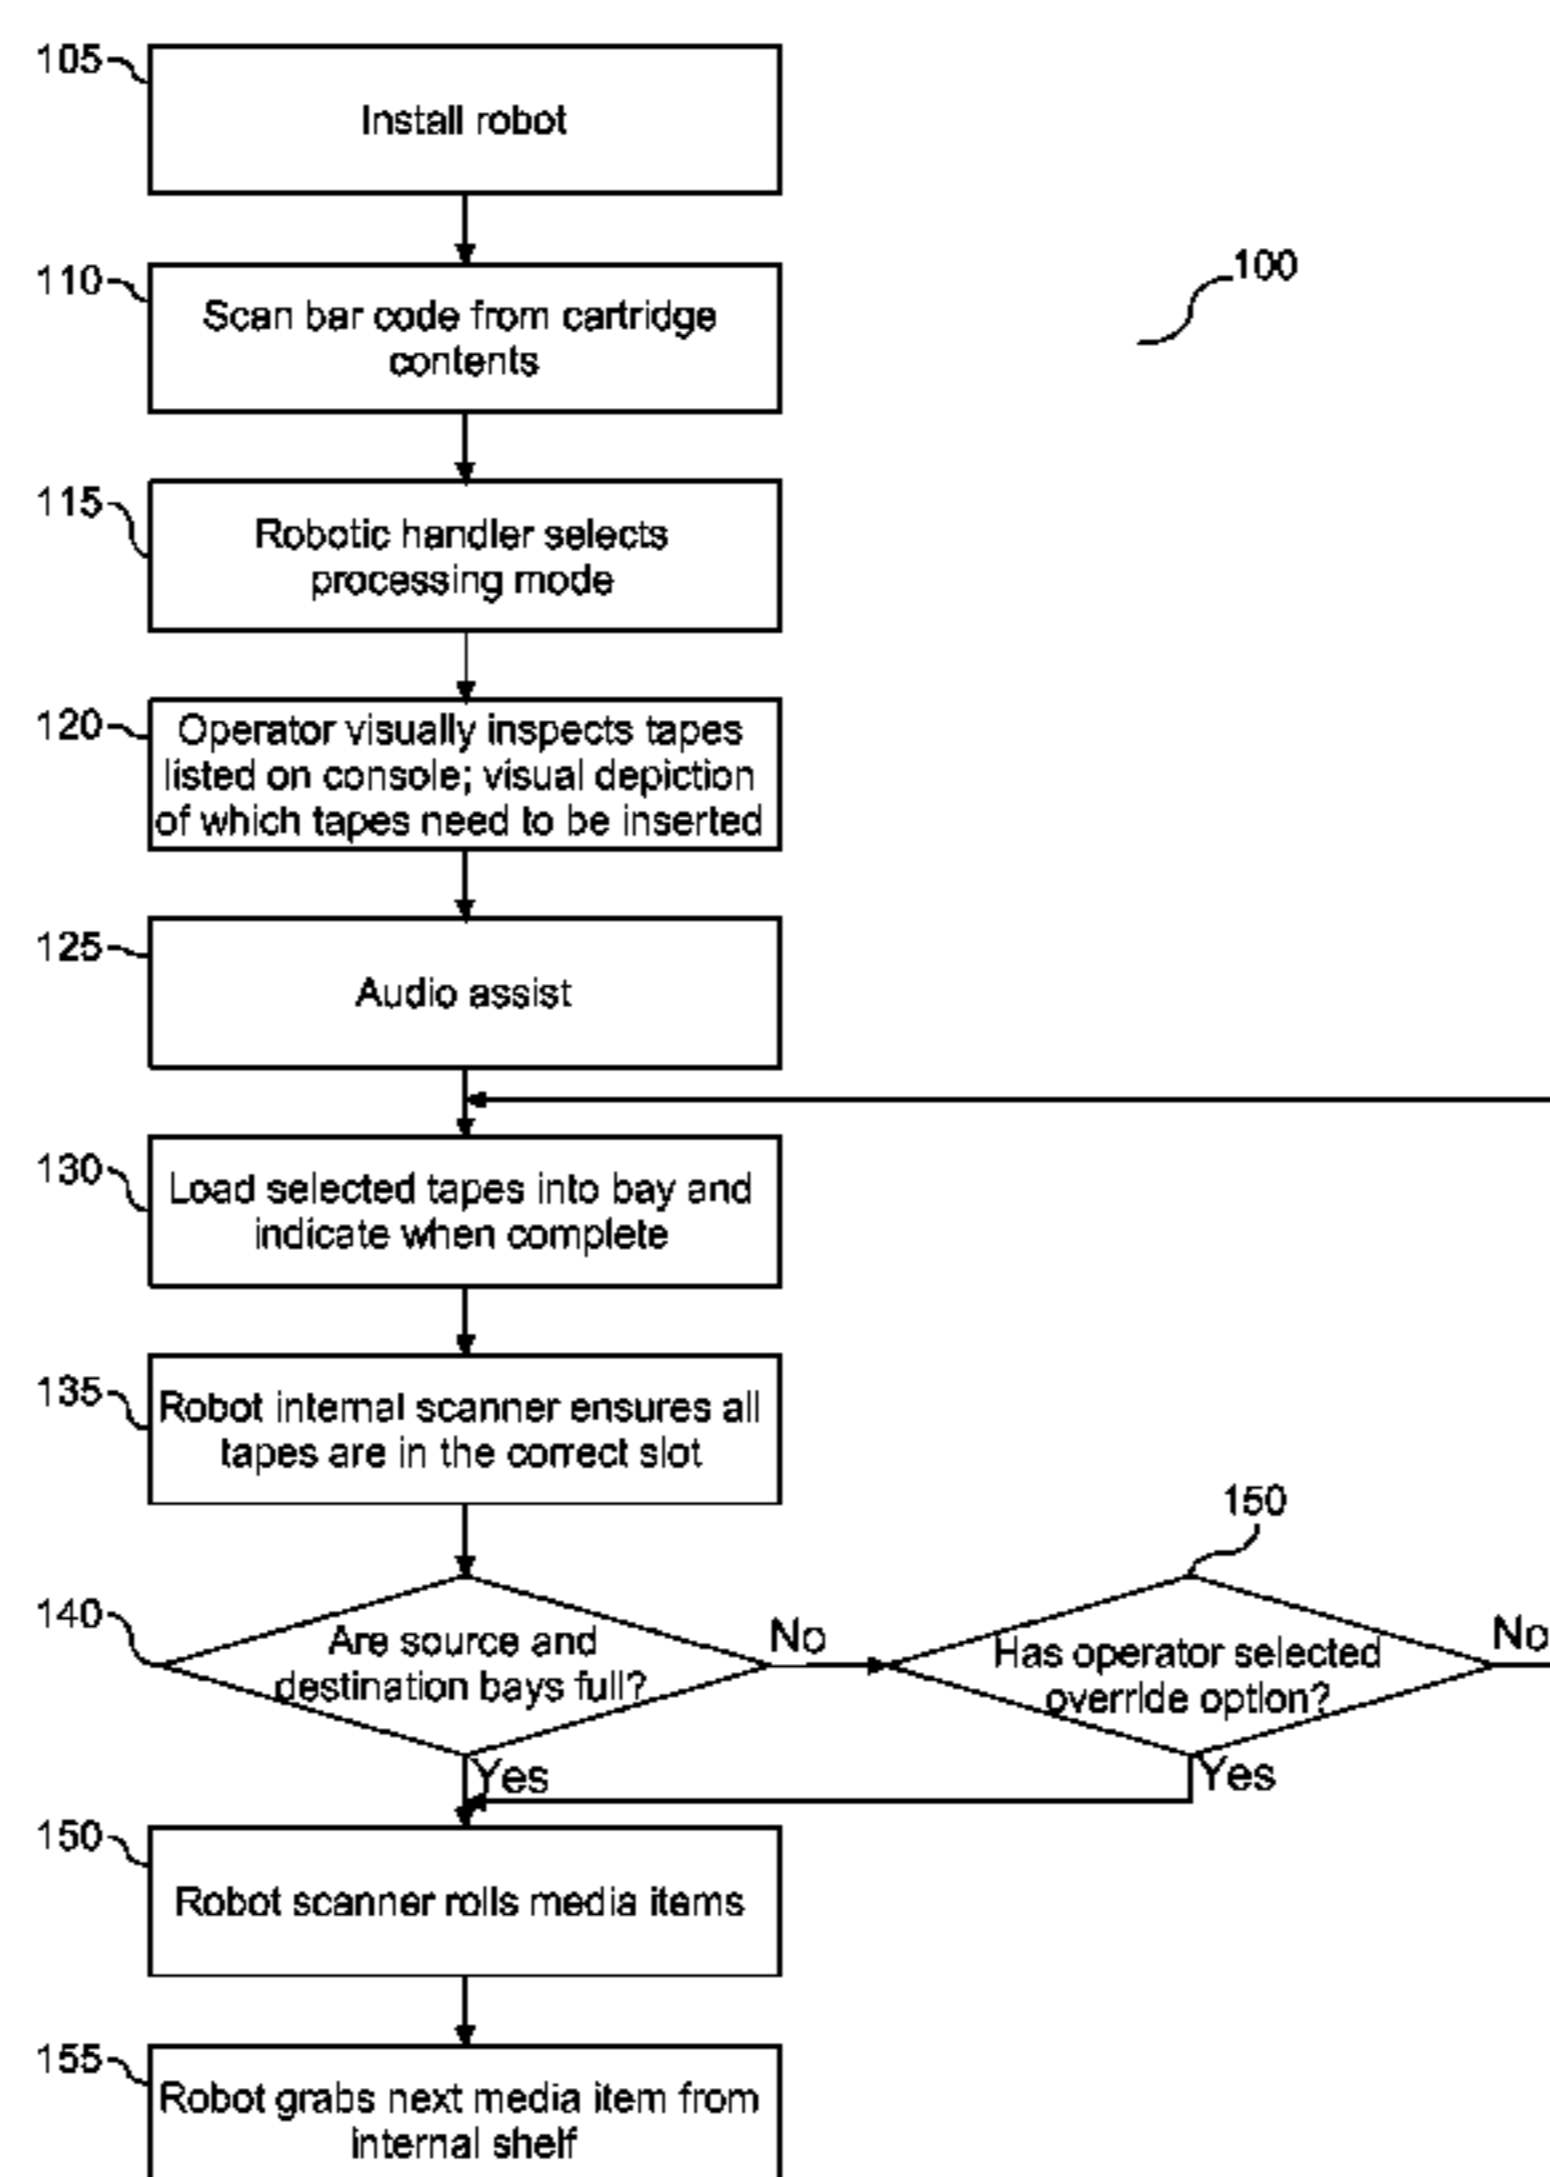 105
Install robot
110
100
Scan bar code from cartridge
contents
115
Robotic handler selects
processing mode
120
Operator visually inspects tapes
listed on console; visual depiction
of which tapes need to be inserted
125
Audio assist
130
Load selected tapes into bay and
indicate when complete
135
Robot internal scanner ensures all
tapes are in the correct slot
150
140
Are source and
destination bays full?
No
Has operator selected
override option?
No
Yes
Yes
150
Robot scanner rolls media items
155
Robot grabs next media item from
internal shelf